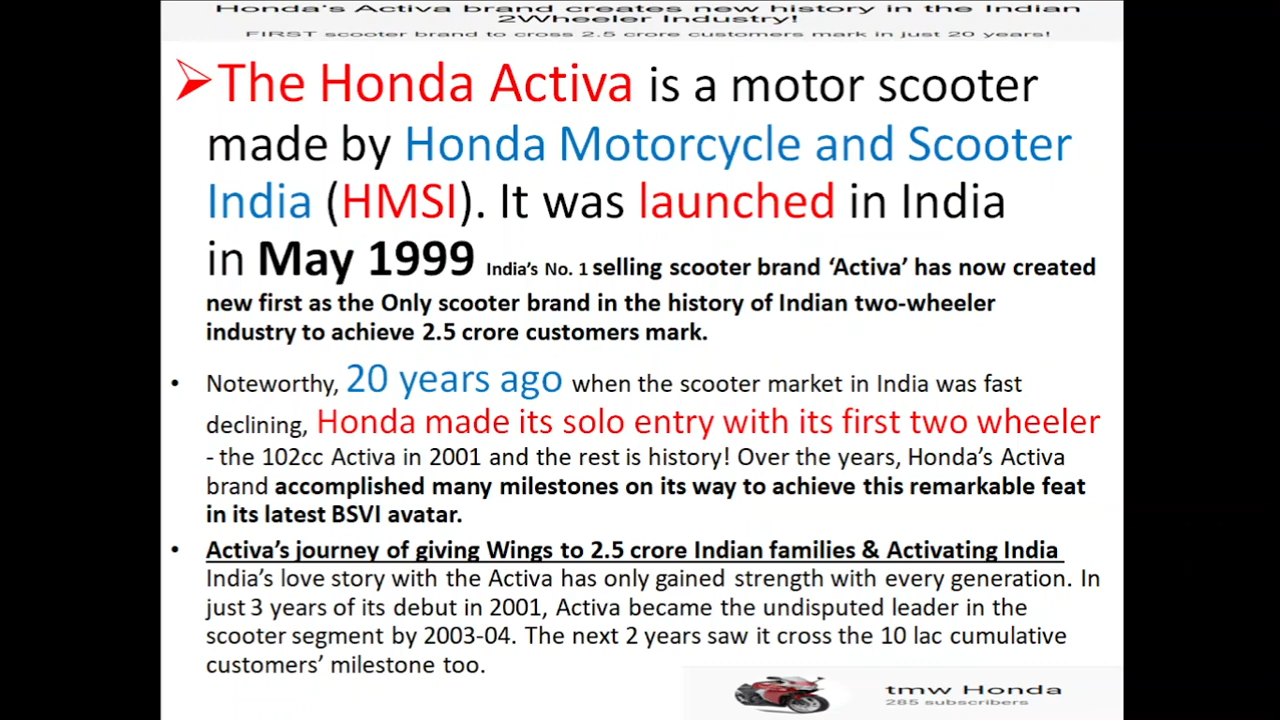 Honda's Activa brand creates new history in the Indian
2Wheeler Industry!
FIRST scooter brand to cross 2.5 crore customers mark in just 20 years!
➢The Honda Activa is a motor scooter
made by Honda Motorcycle and Scooter
India (HMSI). It was launched in India
in May 1999 India's No. 1 selling scooter brand ‘Activa’ has now created
new first as the Only scooter brand in the history of Indian two-wheeler
industry to achieve 2.5 crore customers mark.
• Noteworthy, 20 years ago when the scooter market in India was fast
declining, Honda made its solo entry with its first two wheeler
- the 102cc Activa in 2001 and the rest is history! Over the years, Honda’s Activa
brand accomplished many milestones on its way to achieve this remarkable feat
in its latest BSVI avatar.
• Activa’s journey of giving Wings to 2.5 crore Indian families & Activating India
India’s love story with the Activa has only gained strength with every generation. In
just 3 years of its debut in 2001, Activa became the undisputed leader in the
scooter segment by 2003-04. The next 2 years saw it cross the 10 lac cumulative
customers’ milestone too.
tmw Honda
285 subscribers